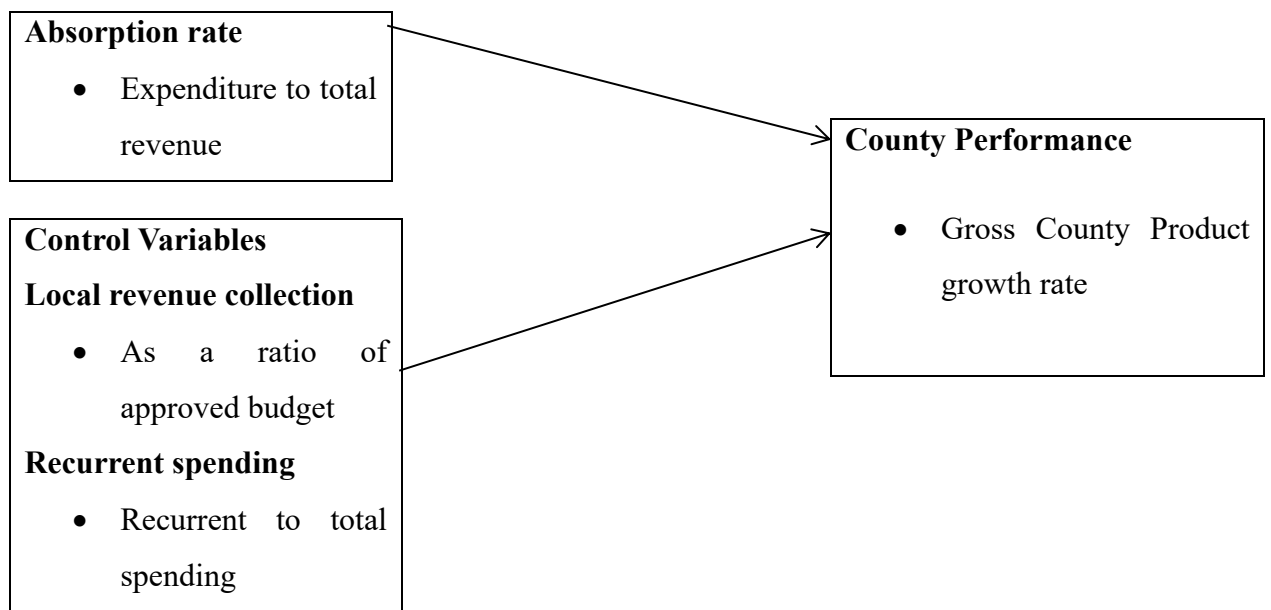 Absorption rate
• Expenditure to total
revenue
Control Variables
Local revenue collection
• As a ratio of
approved budget
Recurrent spending
• Recurrent to total
spending
County Performance
• Gross County Product
growth rate